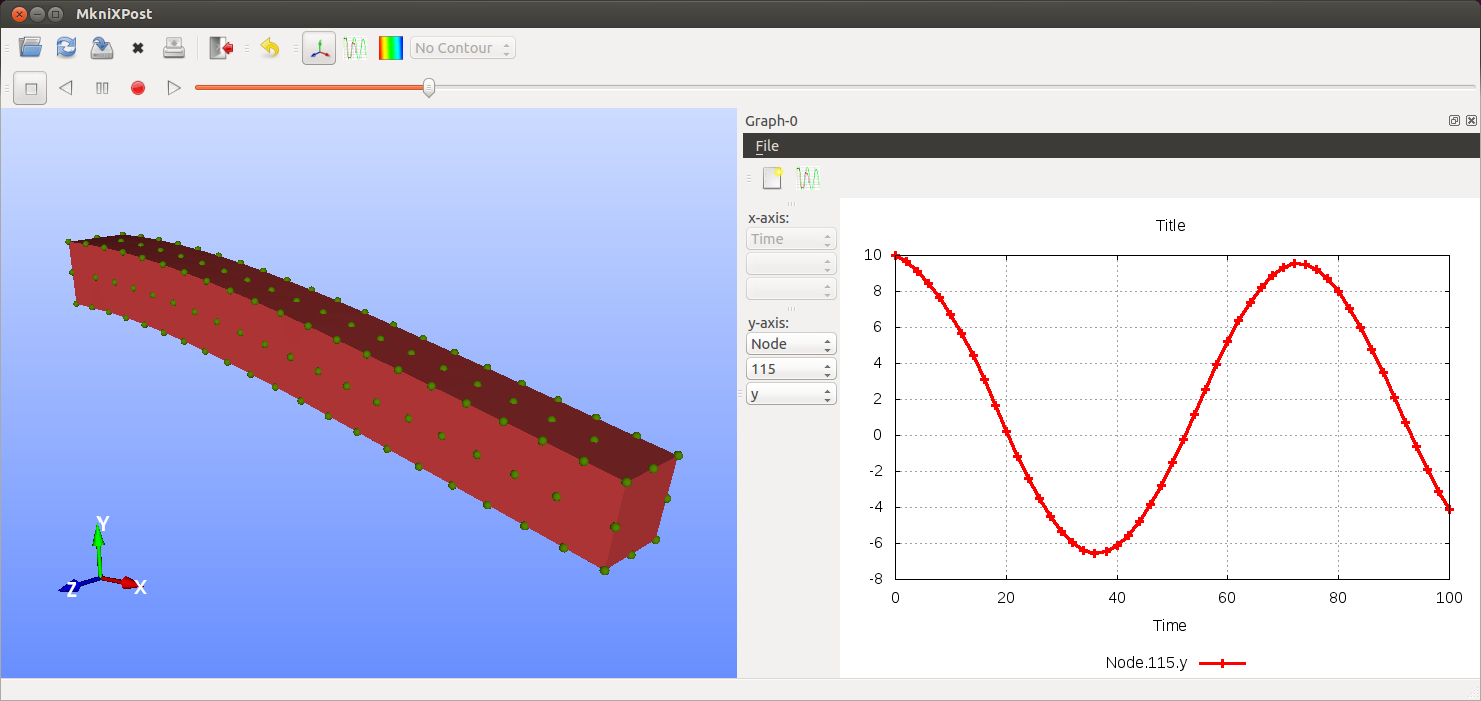 MkniXPost
No Contour
Graph-0
File
x-axis:
Time
y-axis:
Node
115
y
Title
10
8
6
4
2
0
-2
-4
-6
-8
0 20 40 60 80 100
Time
Node.115.y
Y
Z
X